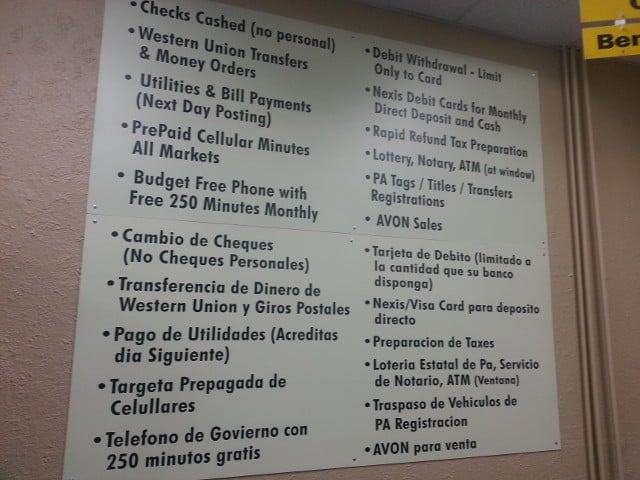 • Checks Cashed (no personal)
• Western Union Transfers
& Money Orders
• Utilities & Bill Payments
(Next Day Posting)
• PrePaid Cellular Minutes
All Markets
• Budget Free Phone with
Free 250 Minutes Monthly
• Debit Withdrawal - Limit
Only to Card
• Nexis Debit Cards for Monthly
Direct Deposit and Cash
• Rapid Refund Tax Preparation
• Lottery, Notary, ATM (at window)
• PA Tags / Titles / Transfers
Registrations
• AVON Sales
• Cambio de Cheques
(No Cheques Personales)
• Transferencia de Dinero de
Western Union y Giros Postales
• Pago de Utilidades (Acreditas
dia Siguiente)
• Targeta Prepagada de
Celullares
• Telefono de Govierno con
250 minutos gratis
• Tarjeta de Debito (limitado a
la cantidad que su banco
disponga)
• Nexis/Visa Card para deposito
directo
• Preparacion de Taxes
• Loteria Estatal de Pa, Servicio
de Notario, ATM (Ventana)
• Traspaso de Vehiculos de
PA Registracion
• AVON para venta
Ber